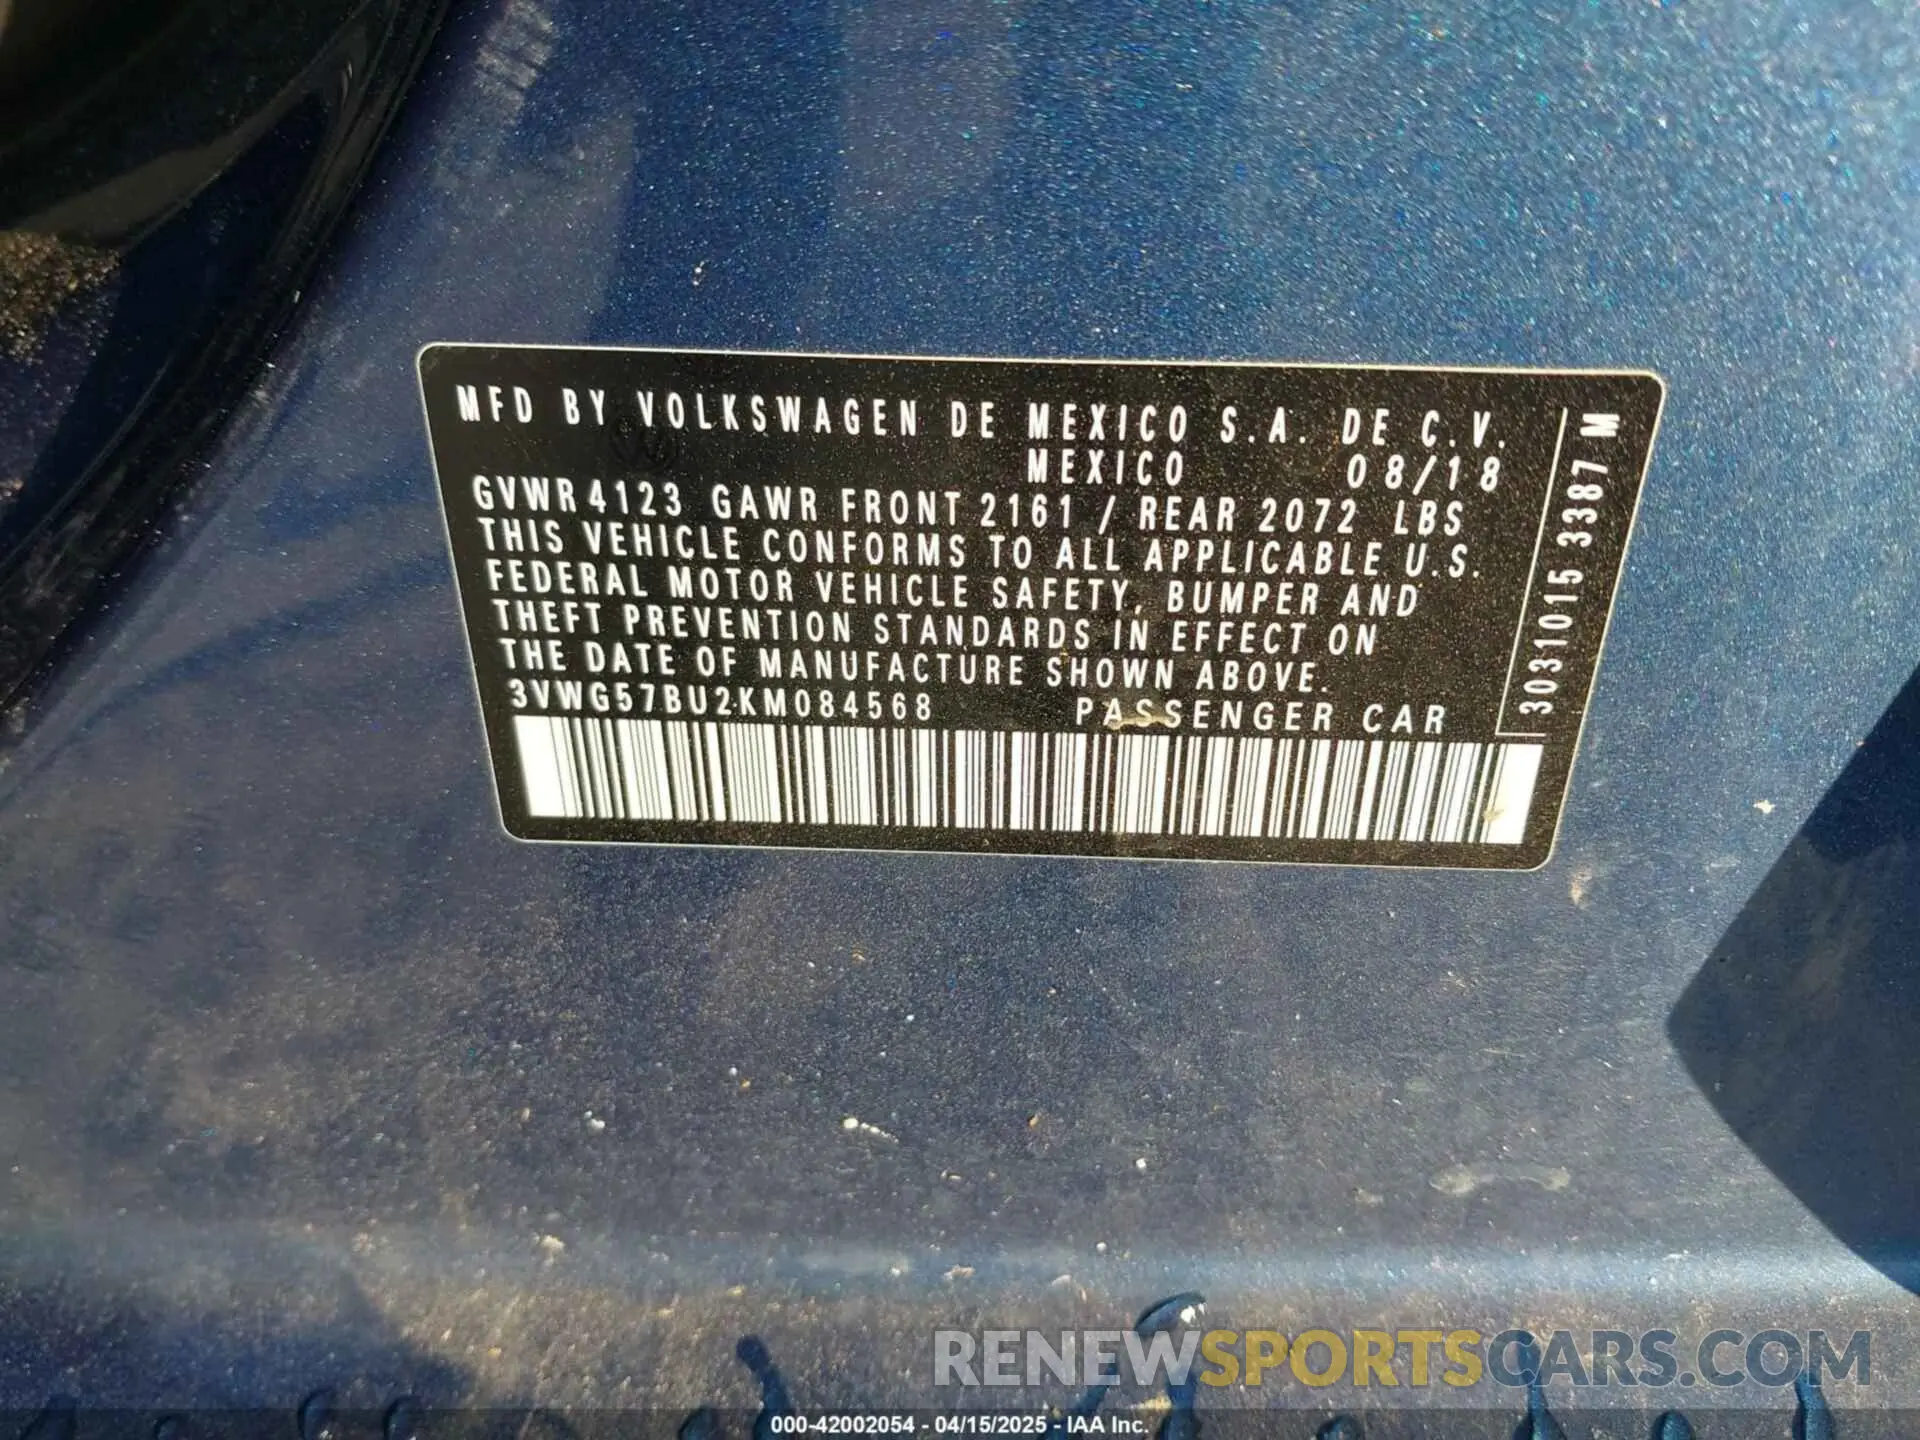 MFD BY VOLKSWAGEN DE MEXICO S.A. DE C.V.
MEXICO 08/18
GVWR 4123 GAWR FRONT 2161 / REAR 2072 LBS
THIS VEHICLE CONFORMS TO ALL APPLICABLE U.S.
FEDERAL MOTOR VEHICLE SAFETY, BUMPER AND
THEFT PREVENTION STANDARDS IN EFFECT ON
THE DATE OF MANUFACTURE SHOWN ABOVE.
3VWG57BU2KM084568 PASSENGER CAR
3031015 3387 M
RENEWSPORTSCARS.COM
000-42002054 - 04/15/2025 - IAA Inc.